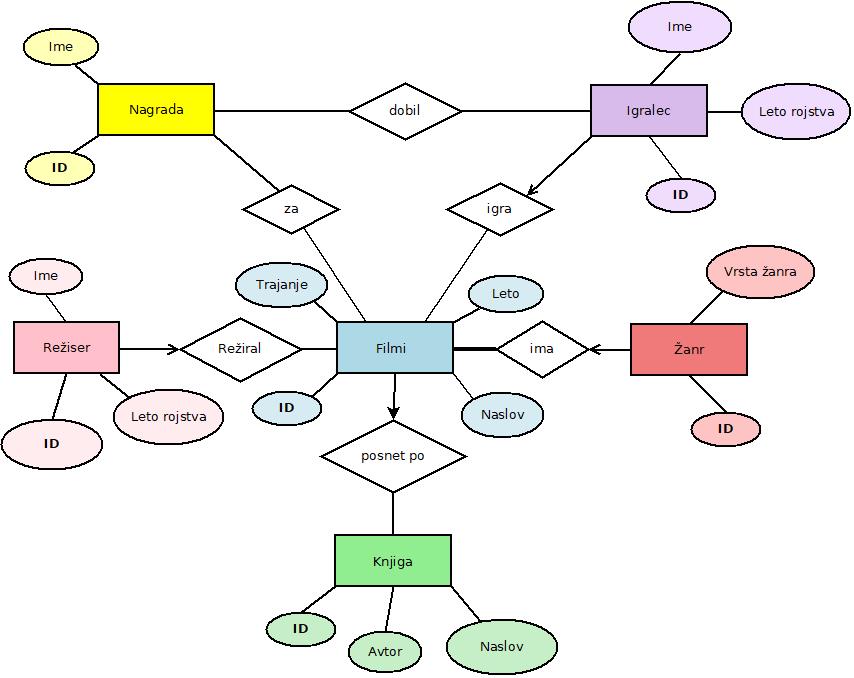 Ime
Ime
Nagrada
dobil
Igralec
Leto rojstva
ID
ID
za
igra
Ime
Trajanje
Leto
Vrsta žanra
Režiser
Režiral
Filmi
ima
Žanr
ID
Leto rojstva
Naslov
ID
ID
posnet po
Knjiga
ID
Avtor
Naslov